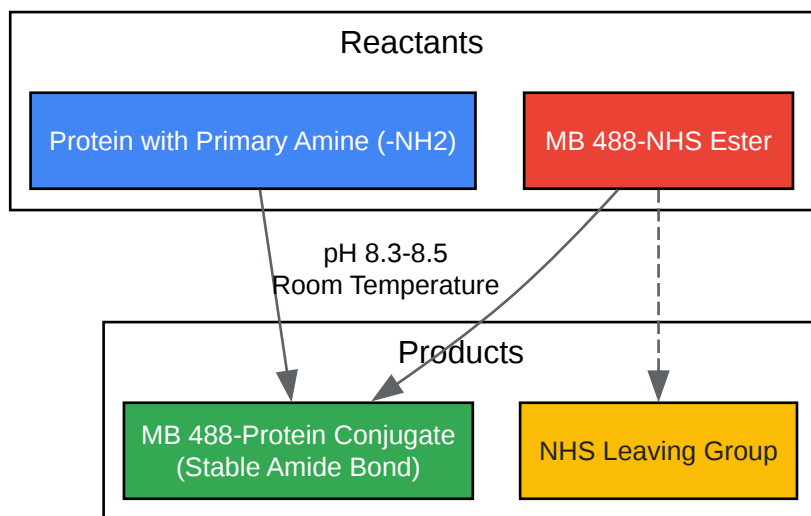 Reactants
Protein with Primary Amine (-NH2)
MB 488-NHS Ester
pH 8.3-8.5
Room Temperature
Products
MB 488-Protein Conjugate
(Stable Amide Bond)
NHS Leaving Group